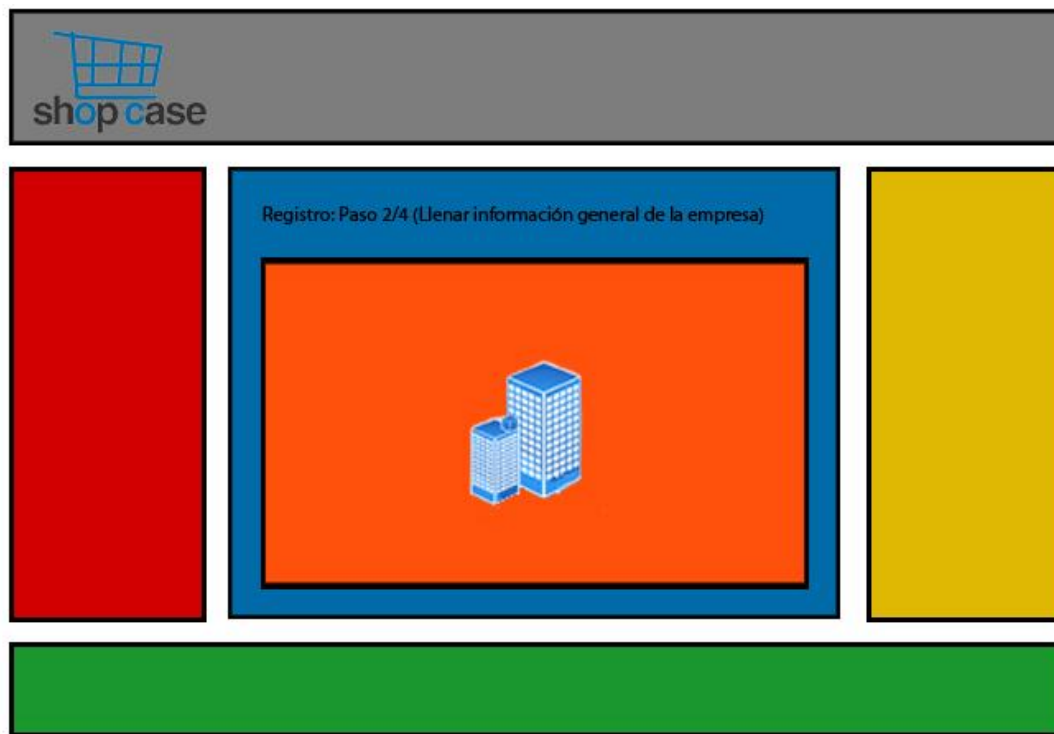 shop case
Registro: Paso 2/4 (Llenar información general de la empresa)